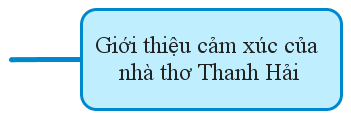 Giới thiệu cảm xúc của
nhà thơ Thanh Hải